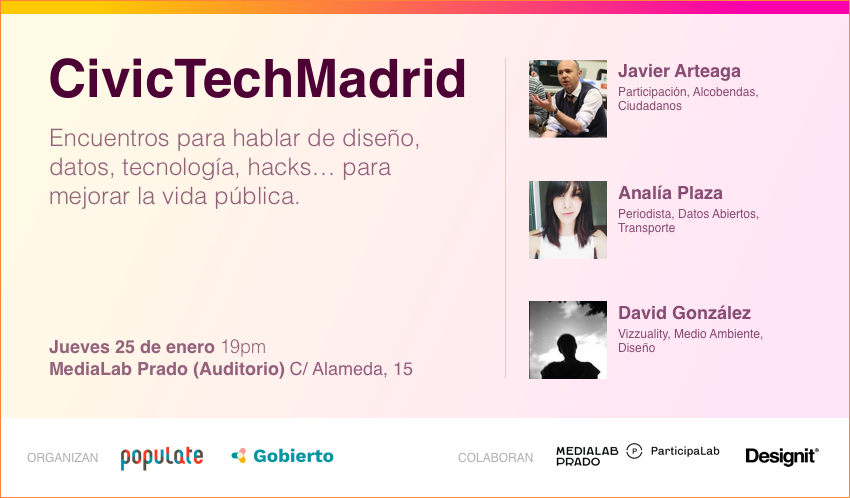 CivicTechMadrid
Encuentros para hablar de diseño,
datos, tecnología, hacks... para
mejorar la vida pública.
Jueves 25 de enero 19pm
MediaLab Prado (Auditorio) C/ Alameda, 15
Javier Arteaga
Participación, Alcobendas,
Ciudadanos
Analía Plaza
Periodista, Datos Abiertos,
Transporte
David González
Vizzuality, Medio Ambiente,
Diseño
ORGANIZAN
populate
Gobierto
COLABORAN
MEDIALAB
PRADO
P
ParticipaLab
Designit®